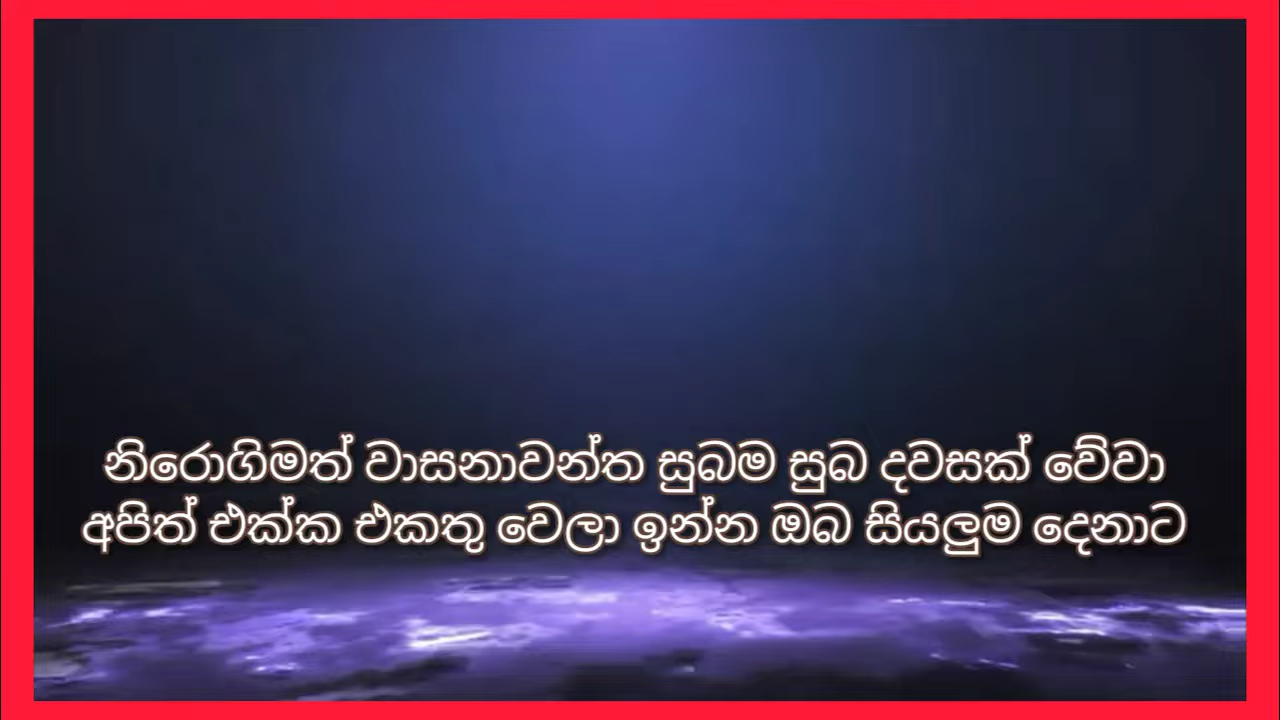 නිරොගිමත් වාසනාවන්ත සුබම සුබ දවසක් වේවා
අපිත් එක්ක එකතු වෙලා ඉන්න ඔබ සියලුම දෙනාට